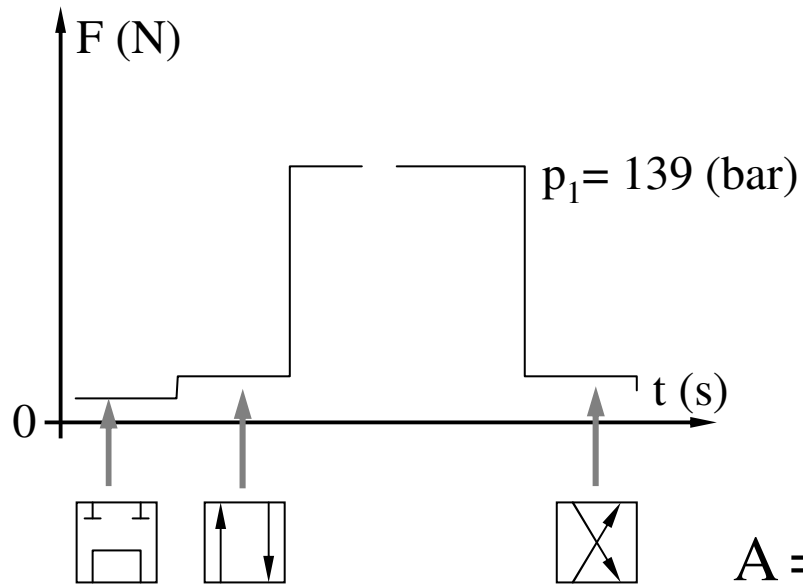 F (N)
p₁= 139 (bar)
t (s)
0
A =